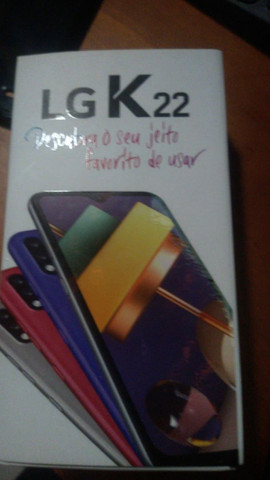 LG K22
Descubra o seu jeito
favorito de usar